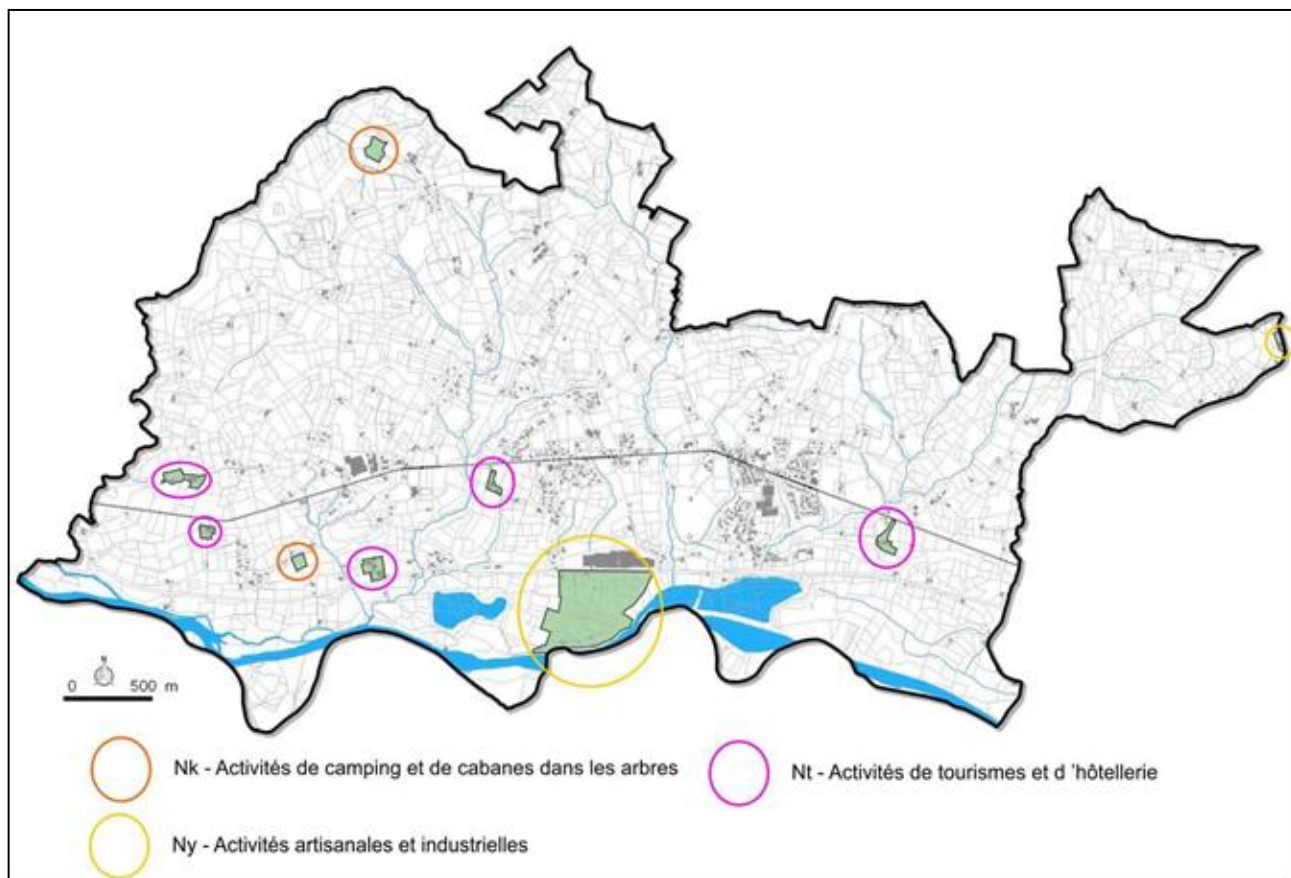 N
0 500 m
Nk - Activités de camping et de cabanes dans les arbres
Nt - Activités de tourismes et d 'hôtellerie
Ny - Activités artisanales et industrielles